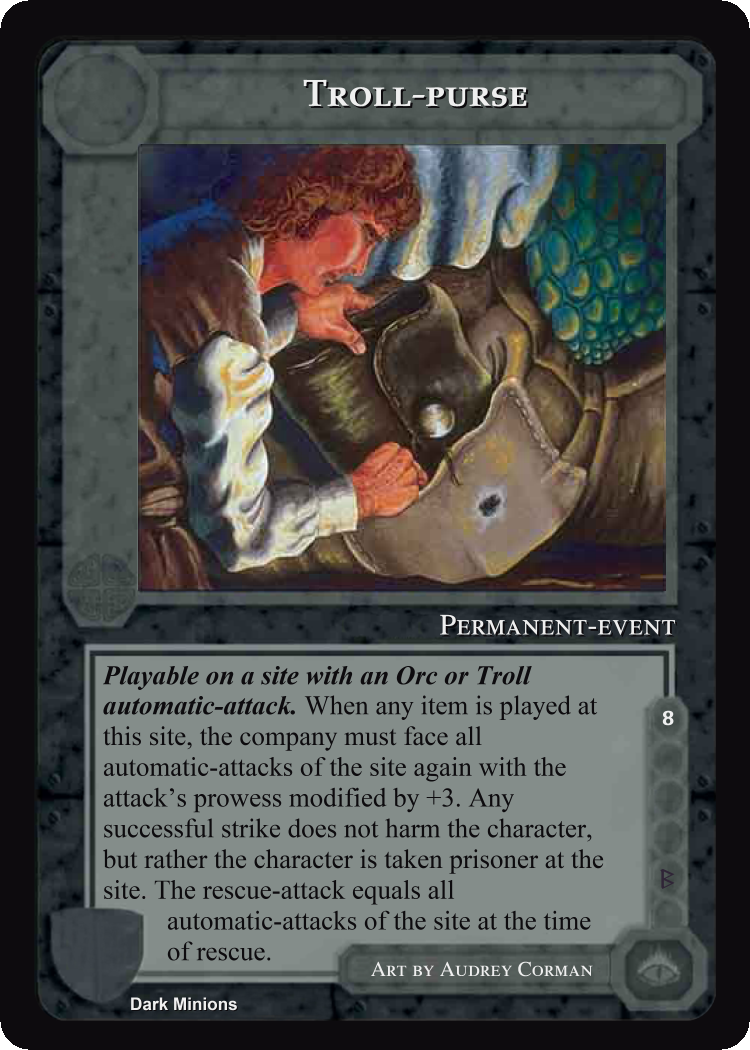 Troll-purse
Permanent-event
Playable on a site with an Orc or Troll
automatic-attack. When any item is played at
this site, the company must face all
automatic-attacks of the site again with the
attack's prowess modified by +3. Any
successful strike does not harm the character,
but rather the character is taken prisoner at the
site. The rescue-attack equals all
automatic-attacks of the site at the time
of rescue.
8
B
Art by Audrey Corman
Dark Minions